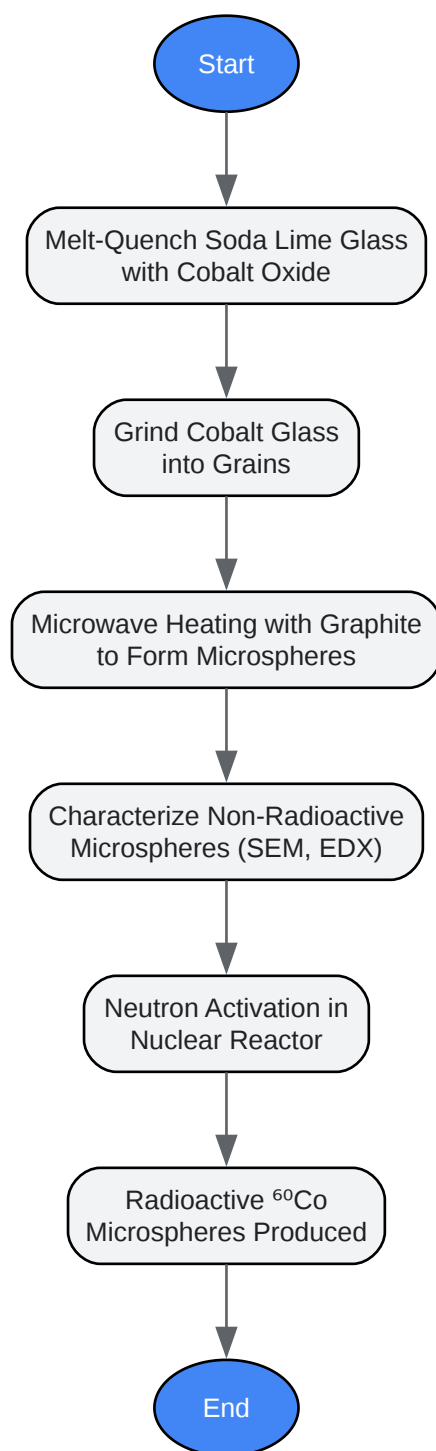 Start
Melt-Quench Soda Lime Glass
with Cobalt Oxide
Grind Cobalt Glass
into Grains
Microwave Heating with Graphite
to Form Microspheres
Characterize Non-Radioactive
Microspheres (SEM, EDX)
Neutron Activation in
Nuclear Reactor
Radioactive ⁶⁰Co
Microspheres Produced
End